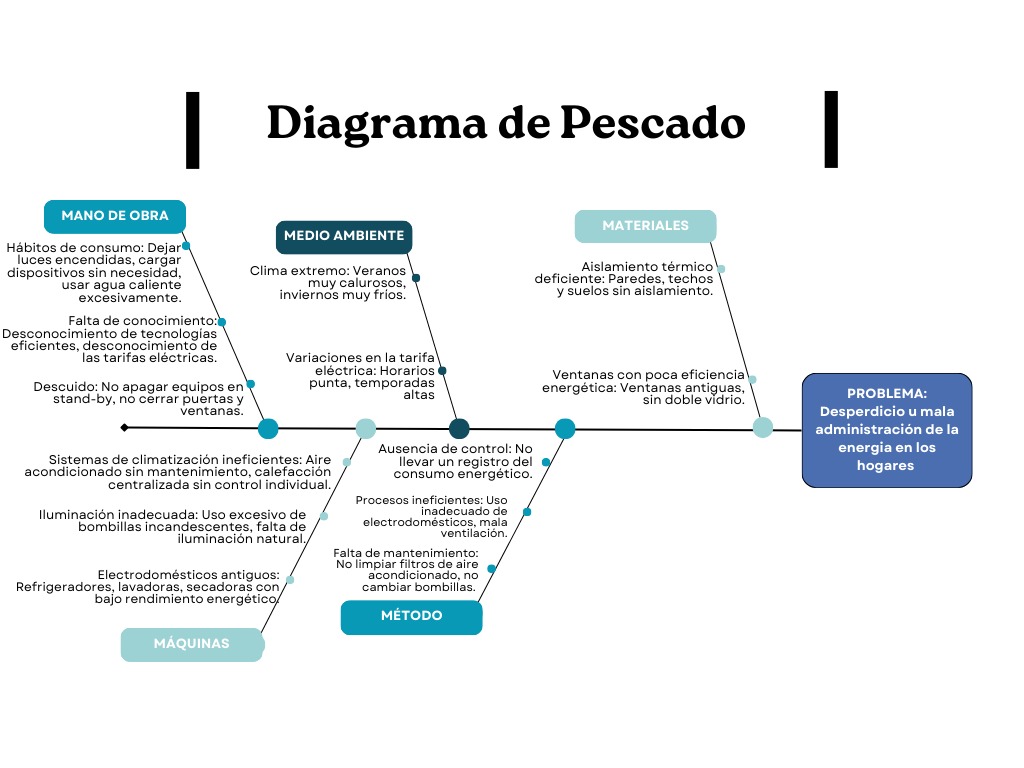 Diagrama de Pescado
MANO DE OBRA
Hábitos de consumo: Dejar
luces encendidas, cargar
dispositivos sin necesidad,
usar agua caliente
excesivamente.
Falta de conocimiento:
Desconocimiento de tecnologías
eficientes, desconocimiento de
las tarifas eléctricas.
Descuido: No apagar equipos en
stand-by, no cerrar puertas y
ventanas.
MEDIO AMBIENTE
Clima extremo: Veranos
muy calurosos,
inviernos muy fríos.
Variaciones en la tarifa
eléctrica: Horarios
punta, temporadas
altas
MATERIALES
Aislamiento térmico
deficiente: Paredes, techos
y suelos sin aislamiento.
Ventanas con poca eficiencia
energética: Ventanas antiguas,
sin doble vidrio.
PROBLEMA:
Desperdicio u mala
administración de la
energia en los
hogares
Sistemas de climatización ineficientes: Aire
acondicionado sin mantenimiento, calefacción
centralizada sin control individual.
Iluminación inadecuada: Uso excesivo de
bombillas incandescentes, falta de
iluminación natural.
Electrodomésticos antiguos:
Refrigeradores, lavadoras, secadoras con
bajo rendimiento energético.
MÁQUINAS
Ausencia de control: No
llevar un registro del
consumo energético.
Procesos ineficientes: Uso
inadecuado de
electrodomésticos, mala
ventilación.
Falta de mantenimiento:
No limpiar filtros de aire
acondicionado, no
cambiar bombillas.
MÉTODO